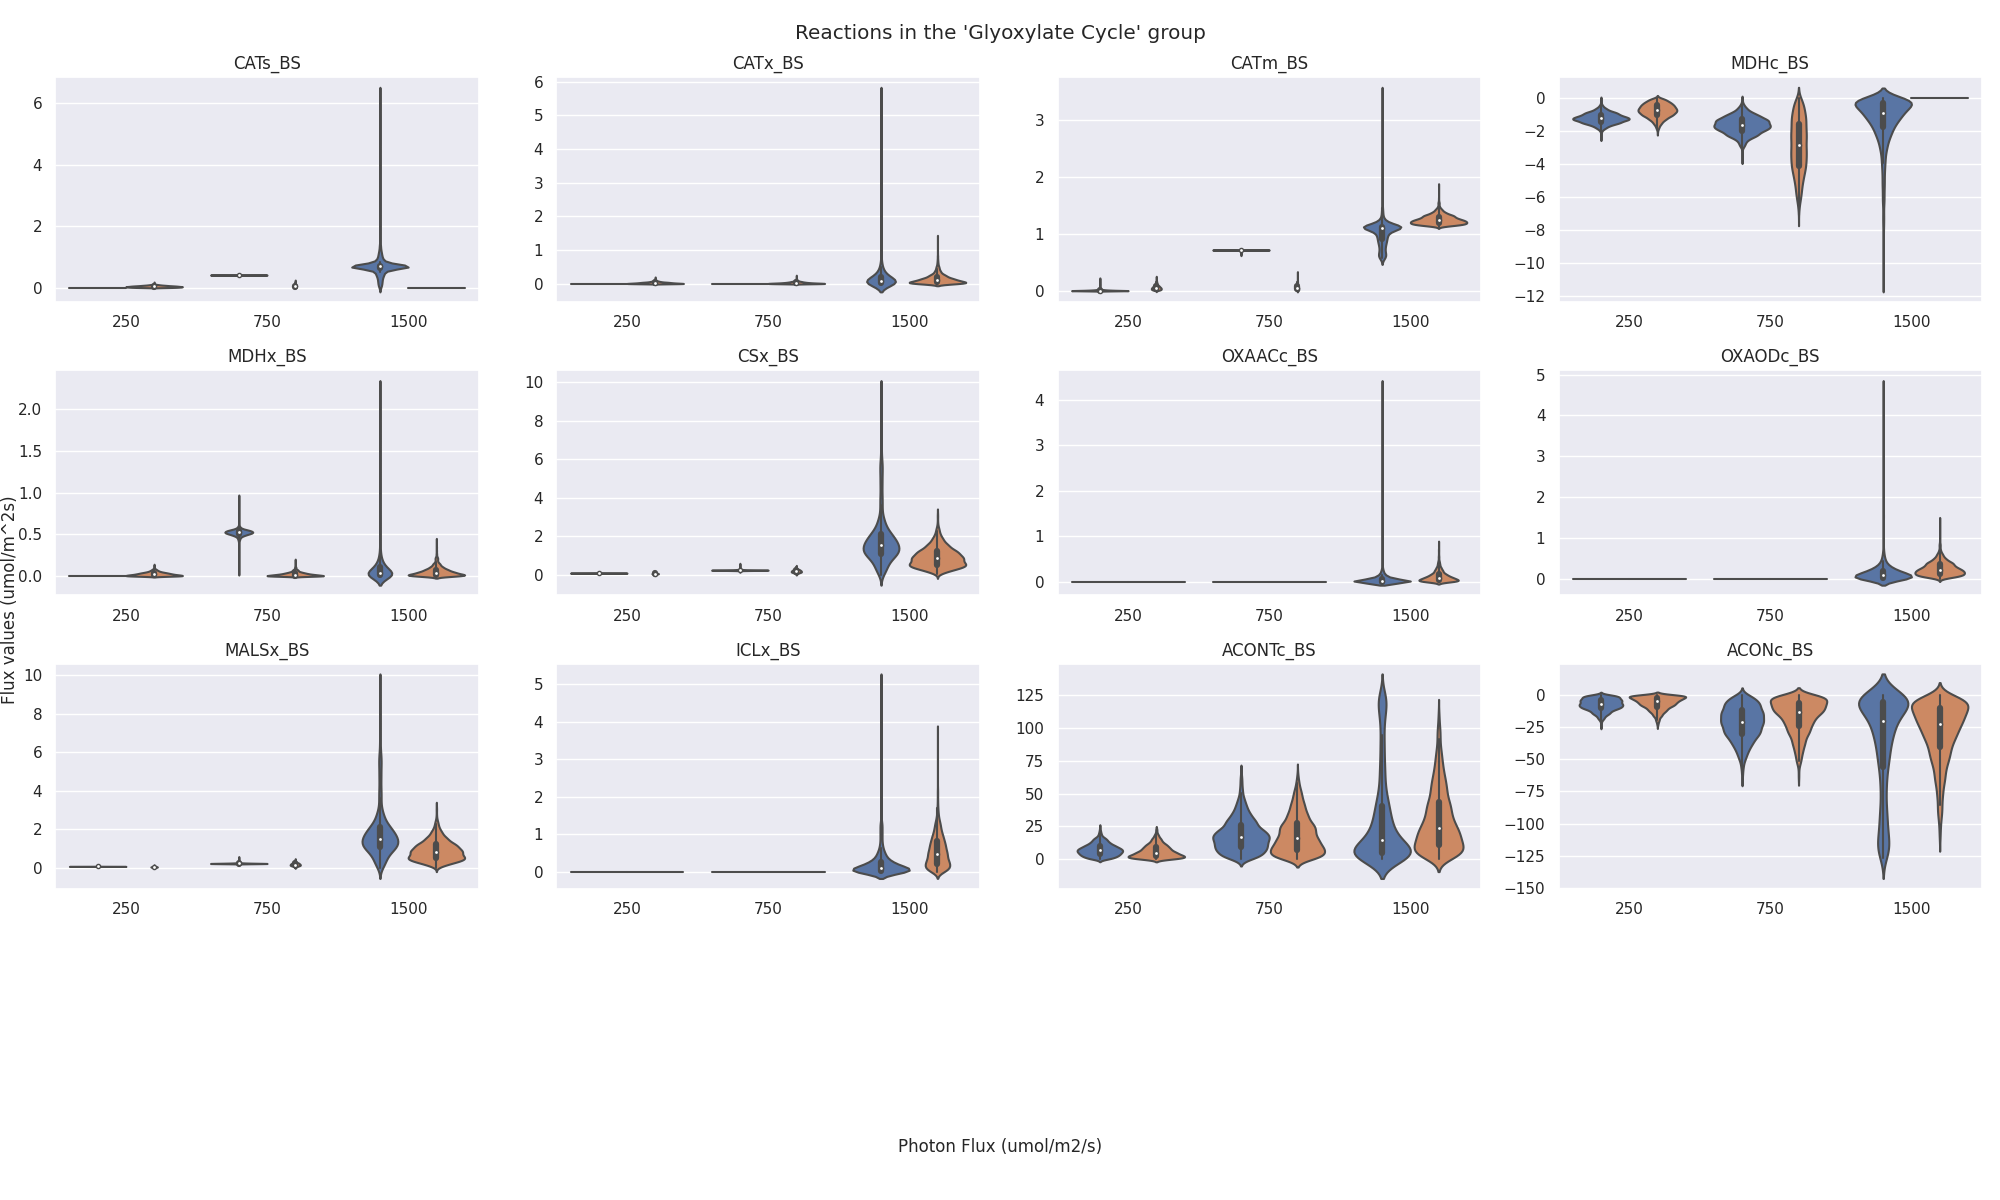 Reactions in the 'Glyoxylate Cycle' group
CATs_BS
6
4
2
0
250 750 1500
CATx_BS
6
5
4
3
2
1
0
250 750 1500
CATm_BS
3
2
1
0
250 750 1500
MDHc_BS
0
−2
−4
−6
−8
−10
−12
250 750 1500
MDHx_BS
2.0
1.5
1.0
0.5
0.0
250 750 1500
CSx_BS
10
8
6
4
2
0
250 750 1500
OXAACc_BS
4
3
2
1
0
250 750 1500
OXAODc_BS
5
4
3
2
1
0
250 750 1500
MALSx_BS
10
8
6
4
2
0
250 750 1500
ICLx_BS
5
4
3
2
1
0
250 750 1500
ACONTc_BS
125
100
75
50
25
0
250 750 1500
ACONc_BS
0
−25
−50
−75
−100
−125
−150
250 750 1500
Flux values (umol/m^2s)
Photon Flux (umol/m2/s)